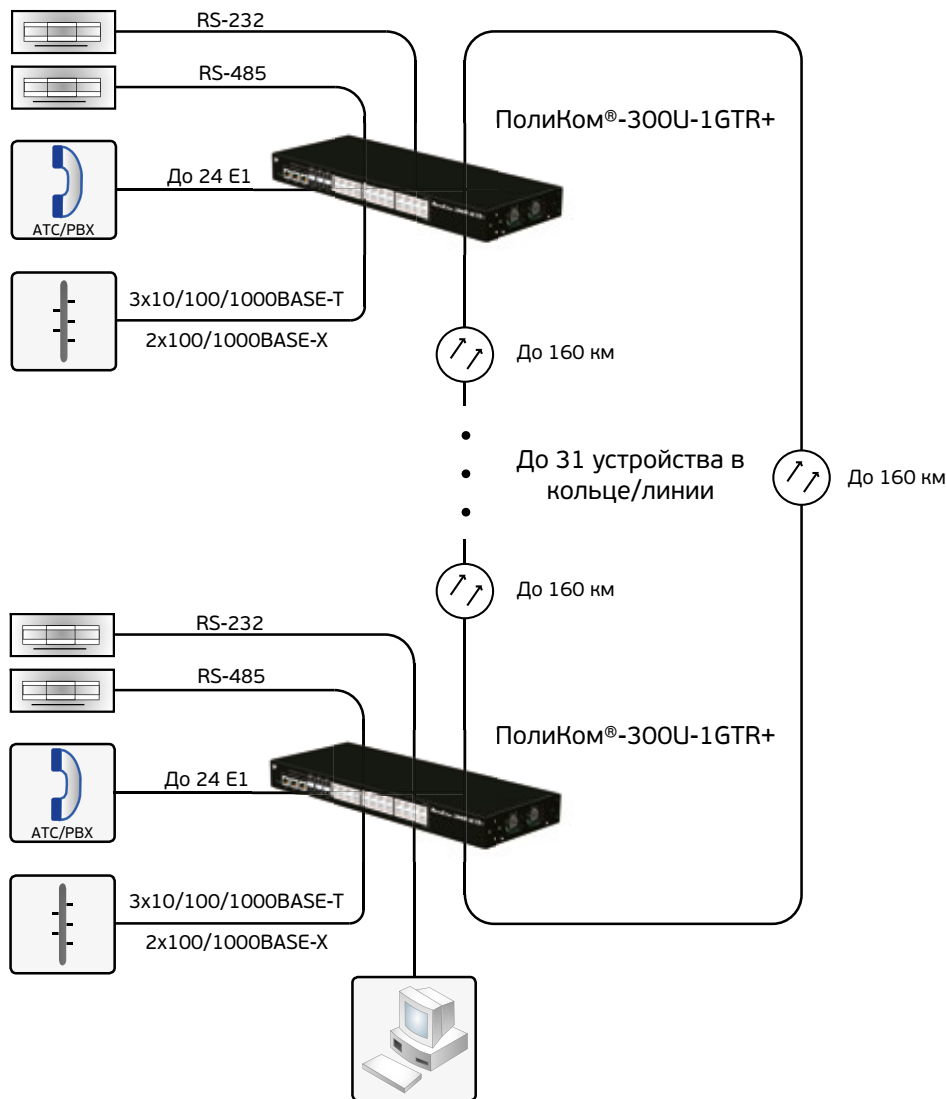 RS-232
RS-485
ПолиКом®-300U-1GTR+
До 24 E1
АТС/PBX
3x10/100/1000BASE-T
2x100/1000BASE-X
До 160 км
До 31 устройства в
кольце/линии
До 160 км
До 160 км
RS-232
RS-485
ПолиКом®-300U-1GTR+
До 24 E1
АТС/PBX
3x10/100/1000BASE-T
2x100/1000BASE-X